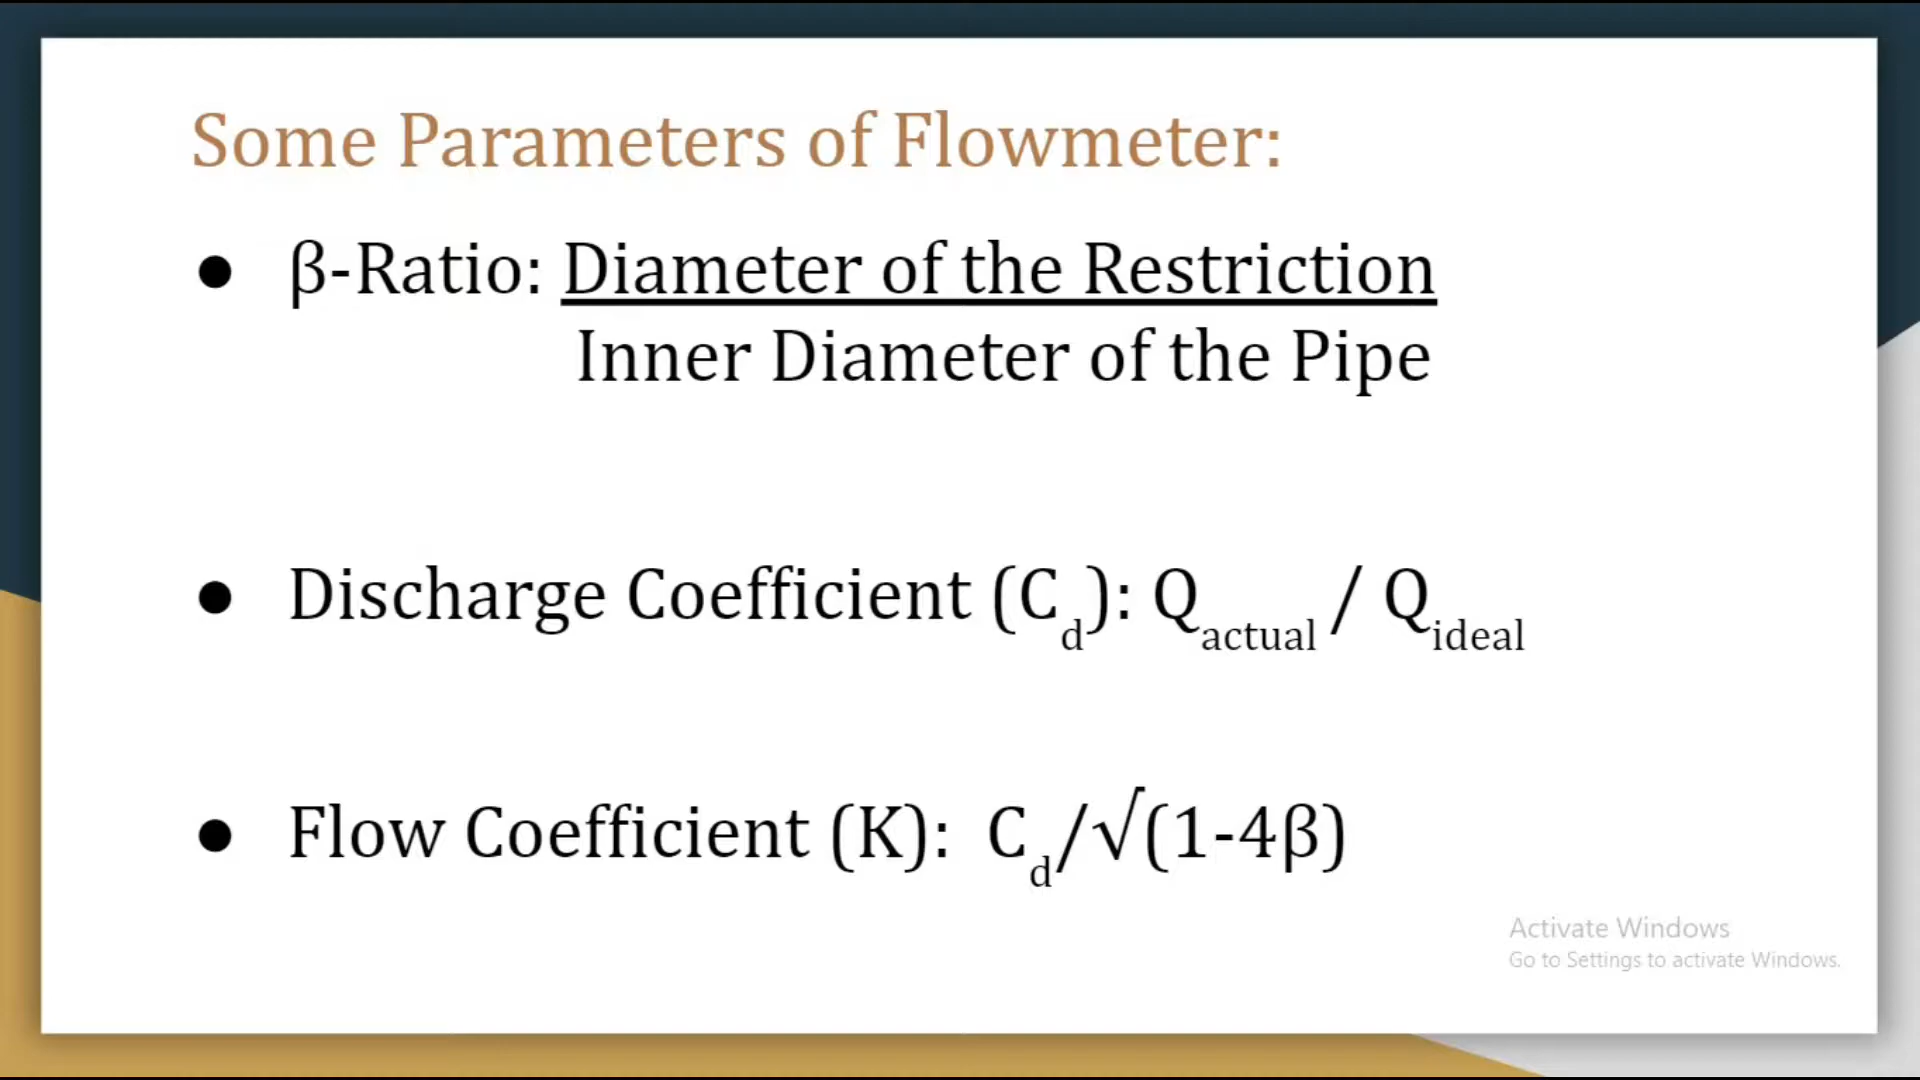 Some Parameters of Flowmeter:
● β-Ratio: Diameter of the Restriction
Inner Diameter of the Pipe
● Discharge Coefficient (Cd): Qactual / Qideal
● Flow Coefficient (K): Cd/√(1-4β)
Activate Windows
Go to Settings to activate Windows.